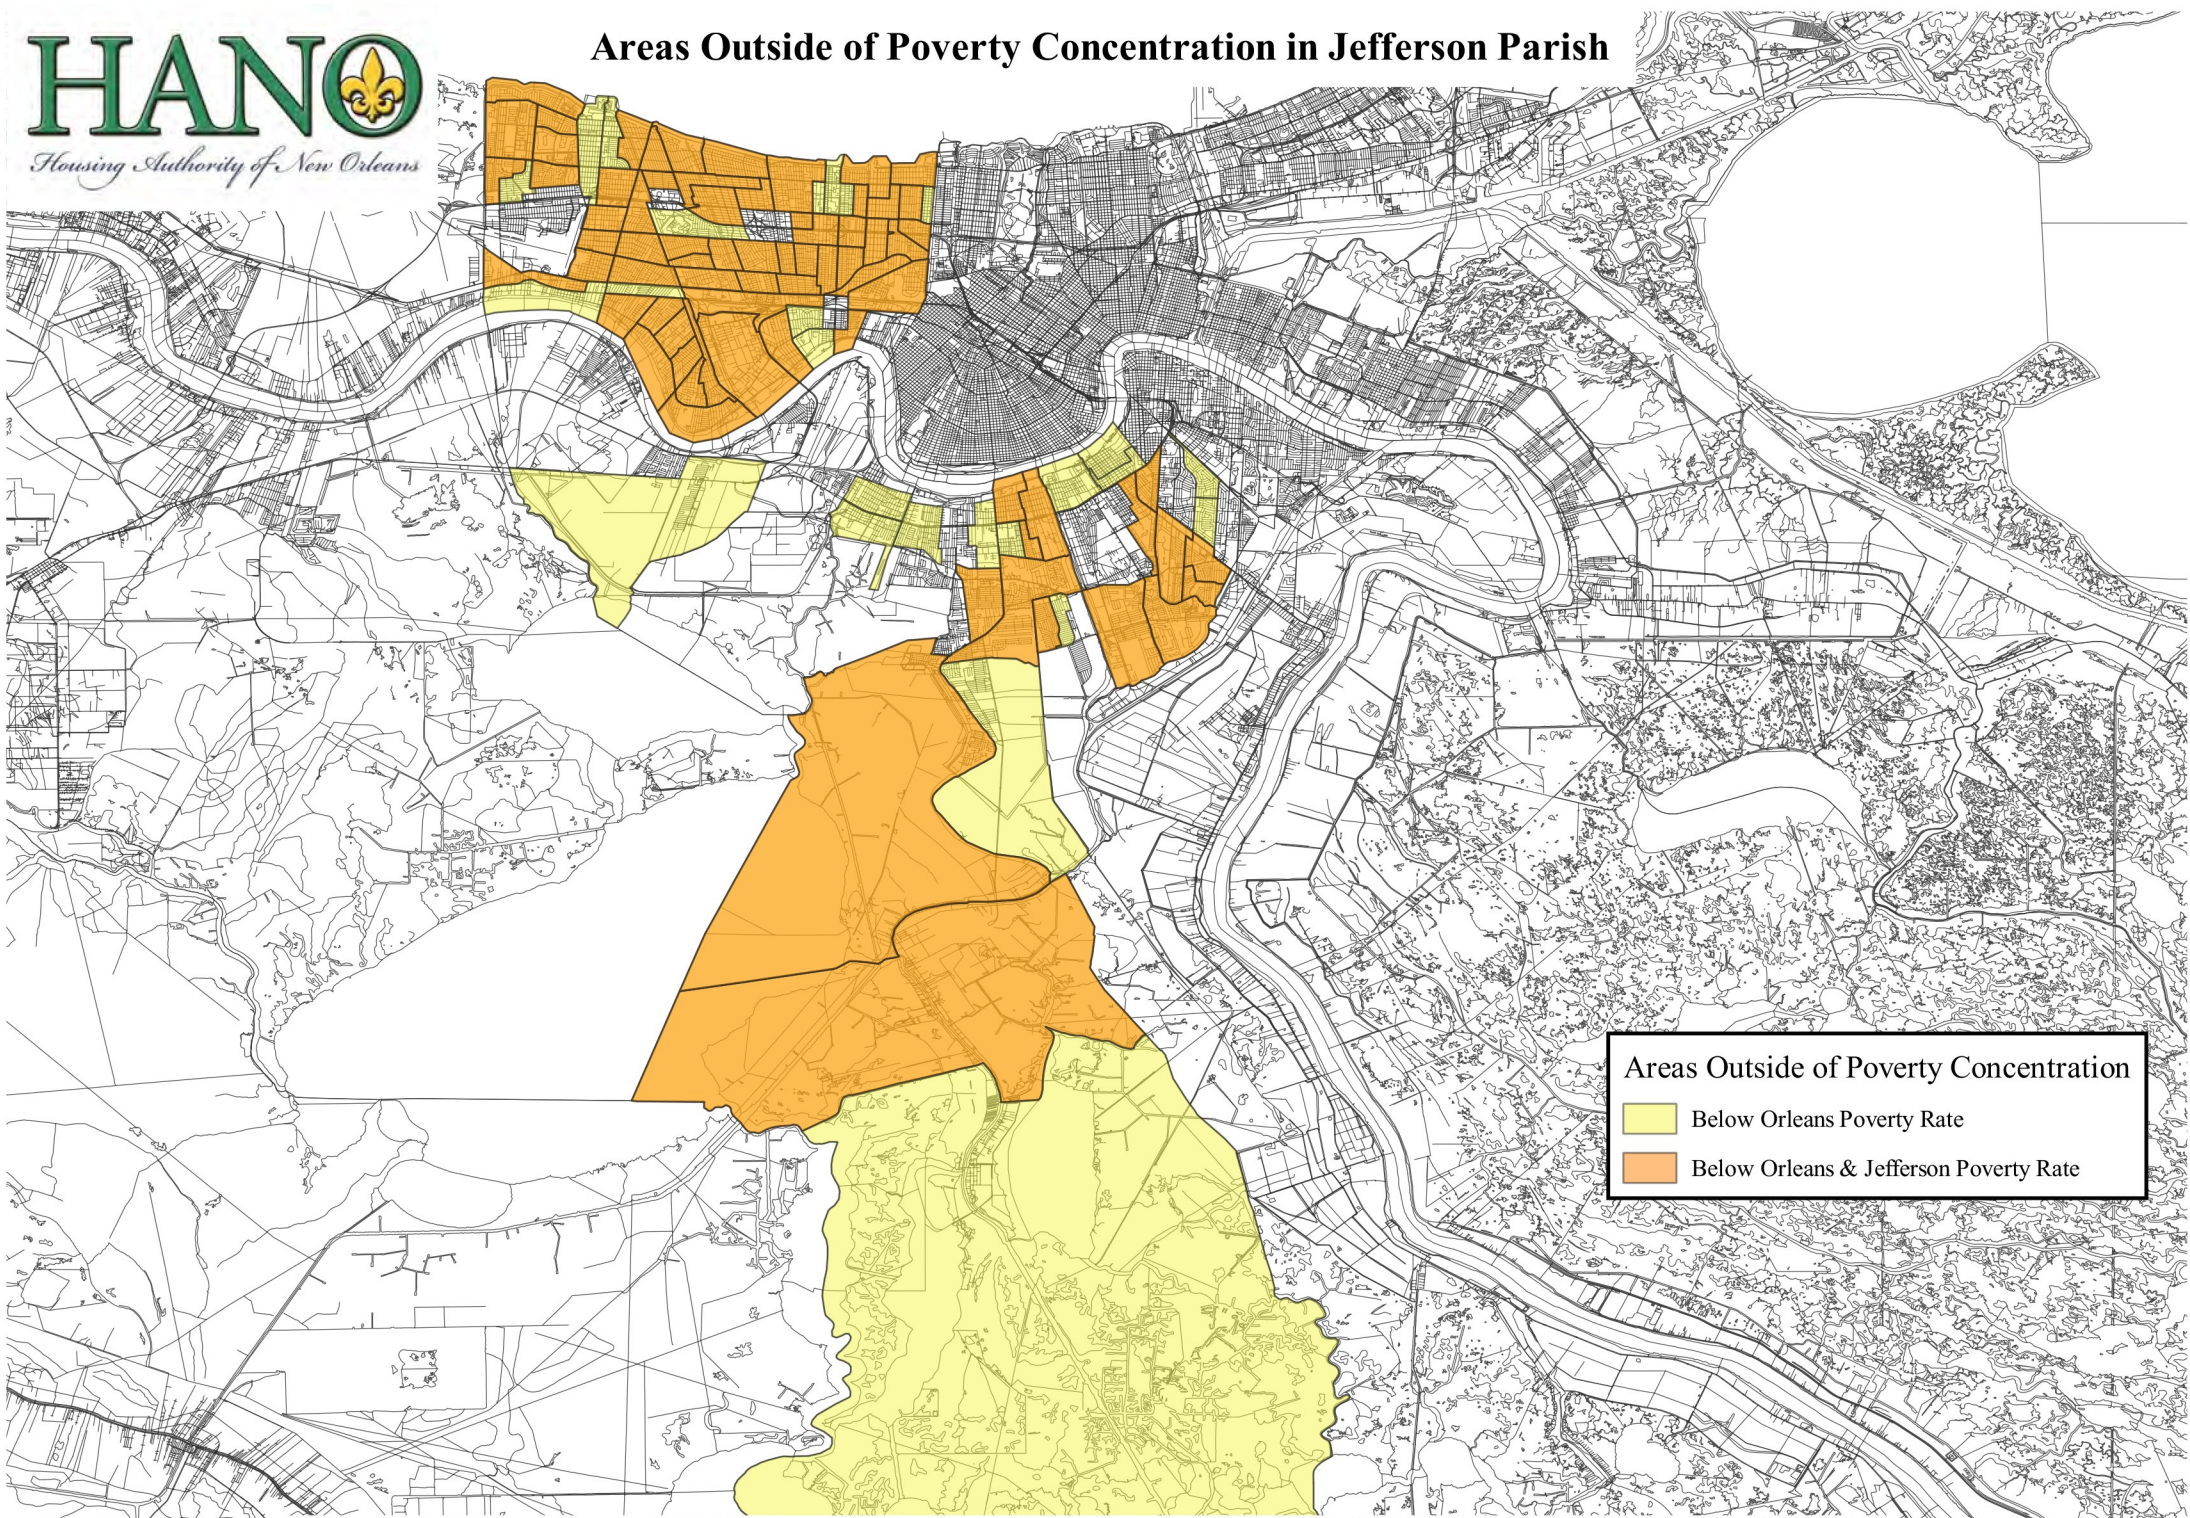 HANO
Housing Authority of New Orleans
Areas Outside of Poverty Concentration in Jefferson Parish
Areas Outside of Poverty Concentration
Below Orleans Poverty Rate
Below Orleans & Jefferson Poverty Rate